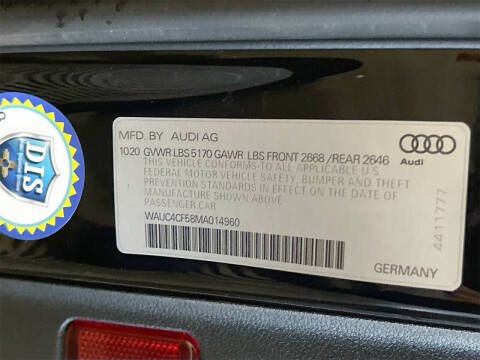 MFD. BY AUDI AG
1020 GVWR LBS 5170 GAWR LBS FRONT 2668 /REAR 2646
THIS VEHICLE CONFORMS TO ALL APPLICABLE U S
FEDERAL MOTOR VEHICLE SAFETY, BUMPER AND THEFT
PREVENTION STANDARDS IN EFFECT ON THE DATE OF
MANUFACTURE SHOWN ABOVE
PASSENGER CAR
WAUC4CF58MA014960
Audi
4411777
GERMANY
DIS